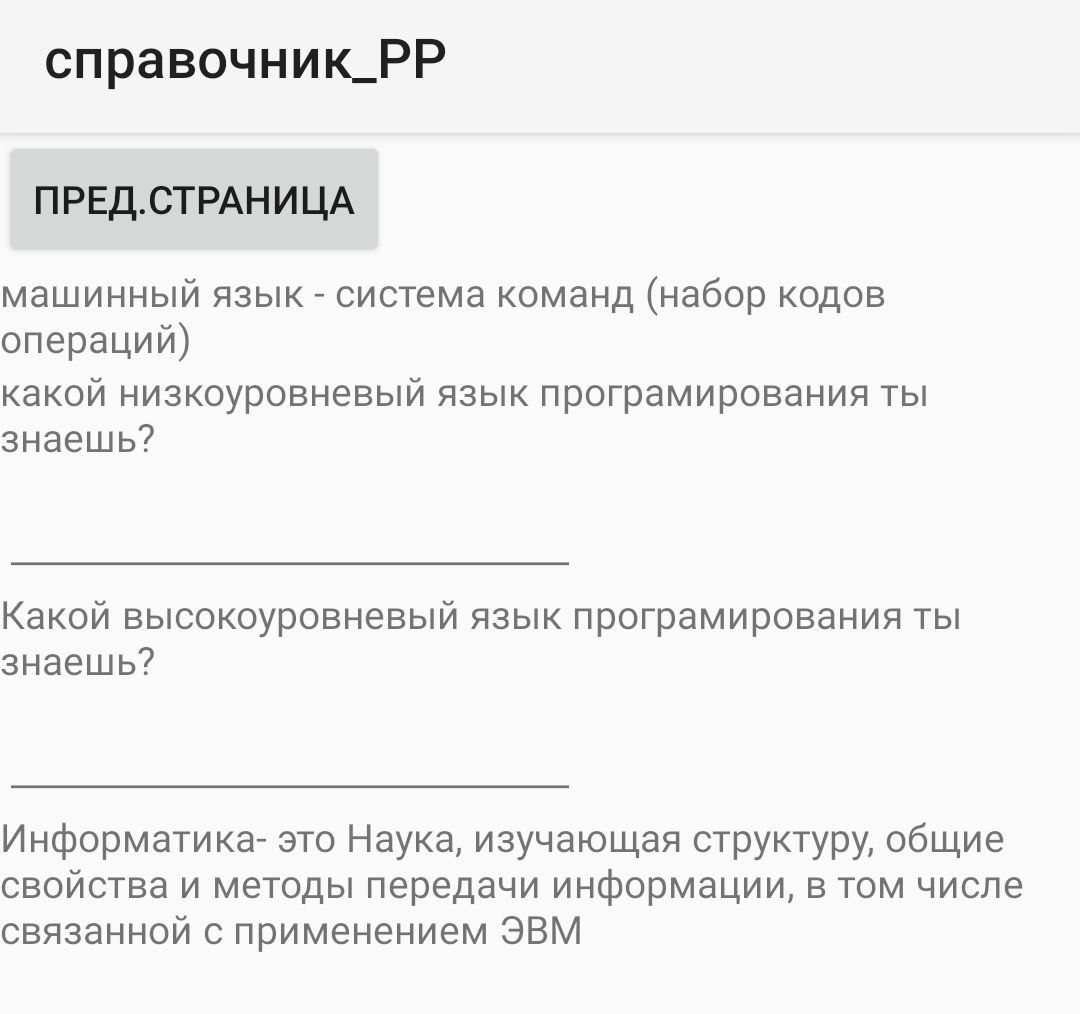 справочник_РР
ПРЕД.СТРАНИЦА
машинный язык - система команд (набор кодов
операций)
какой низкоуровневый язык програмирования ты
знаешь?
Какой высокоуровневый язык програмирования ты
знаешь?
Информатика- это Наука, изучающая структуру, общие
свойства и методы передачи информации, в том числе
связанной с применением ЭВМ